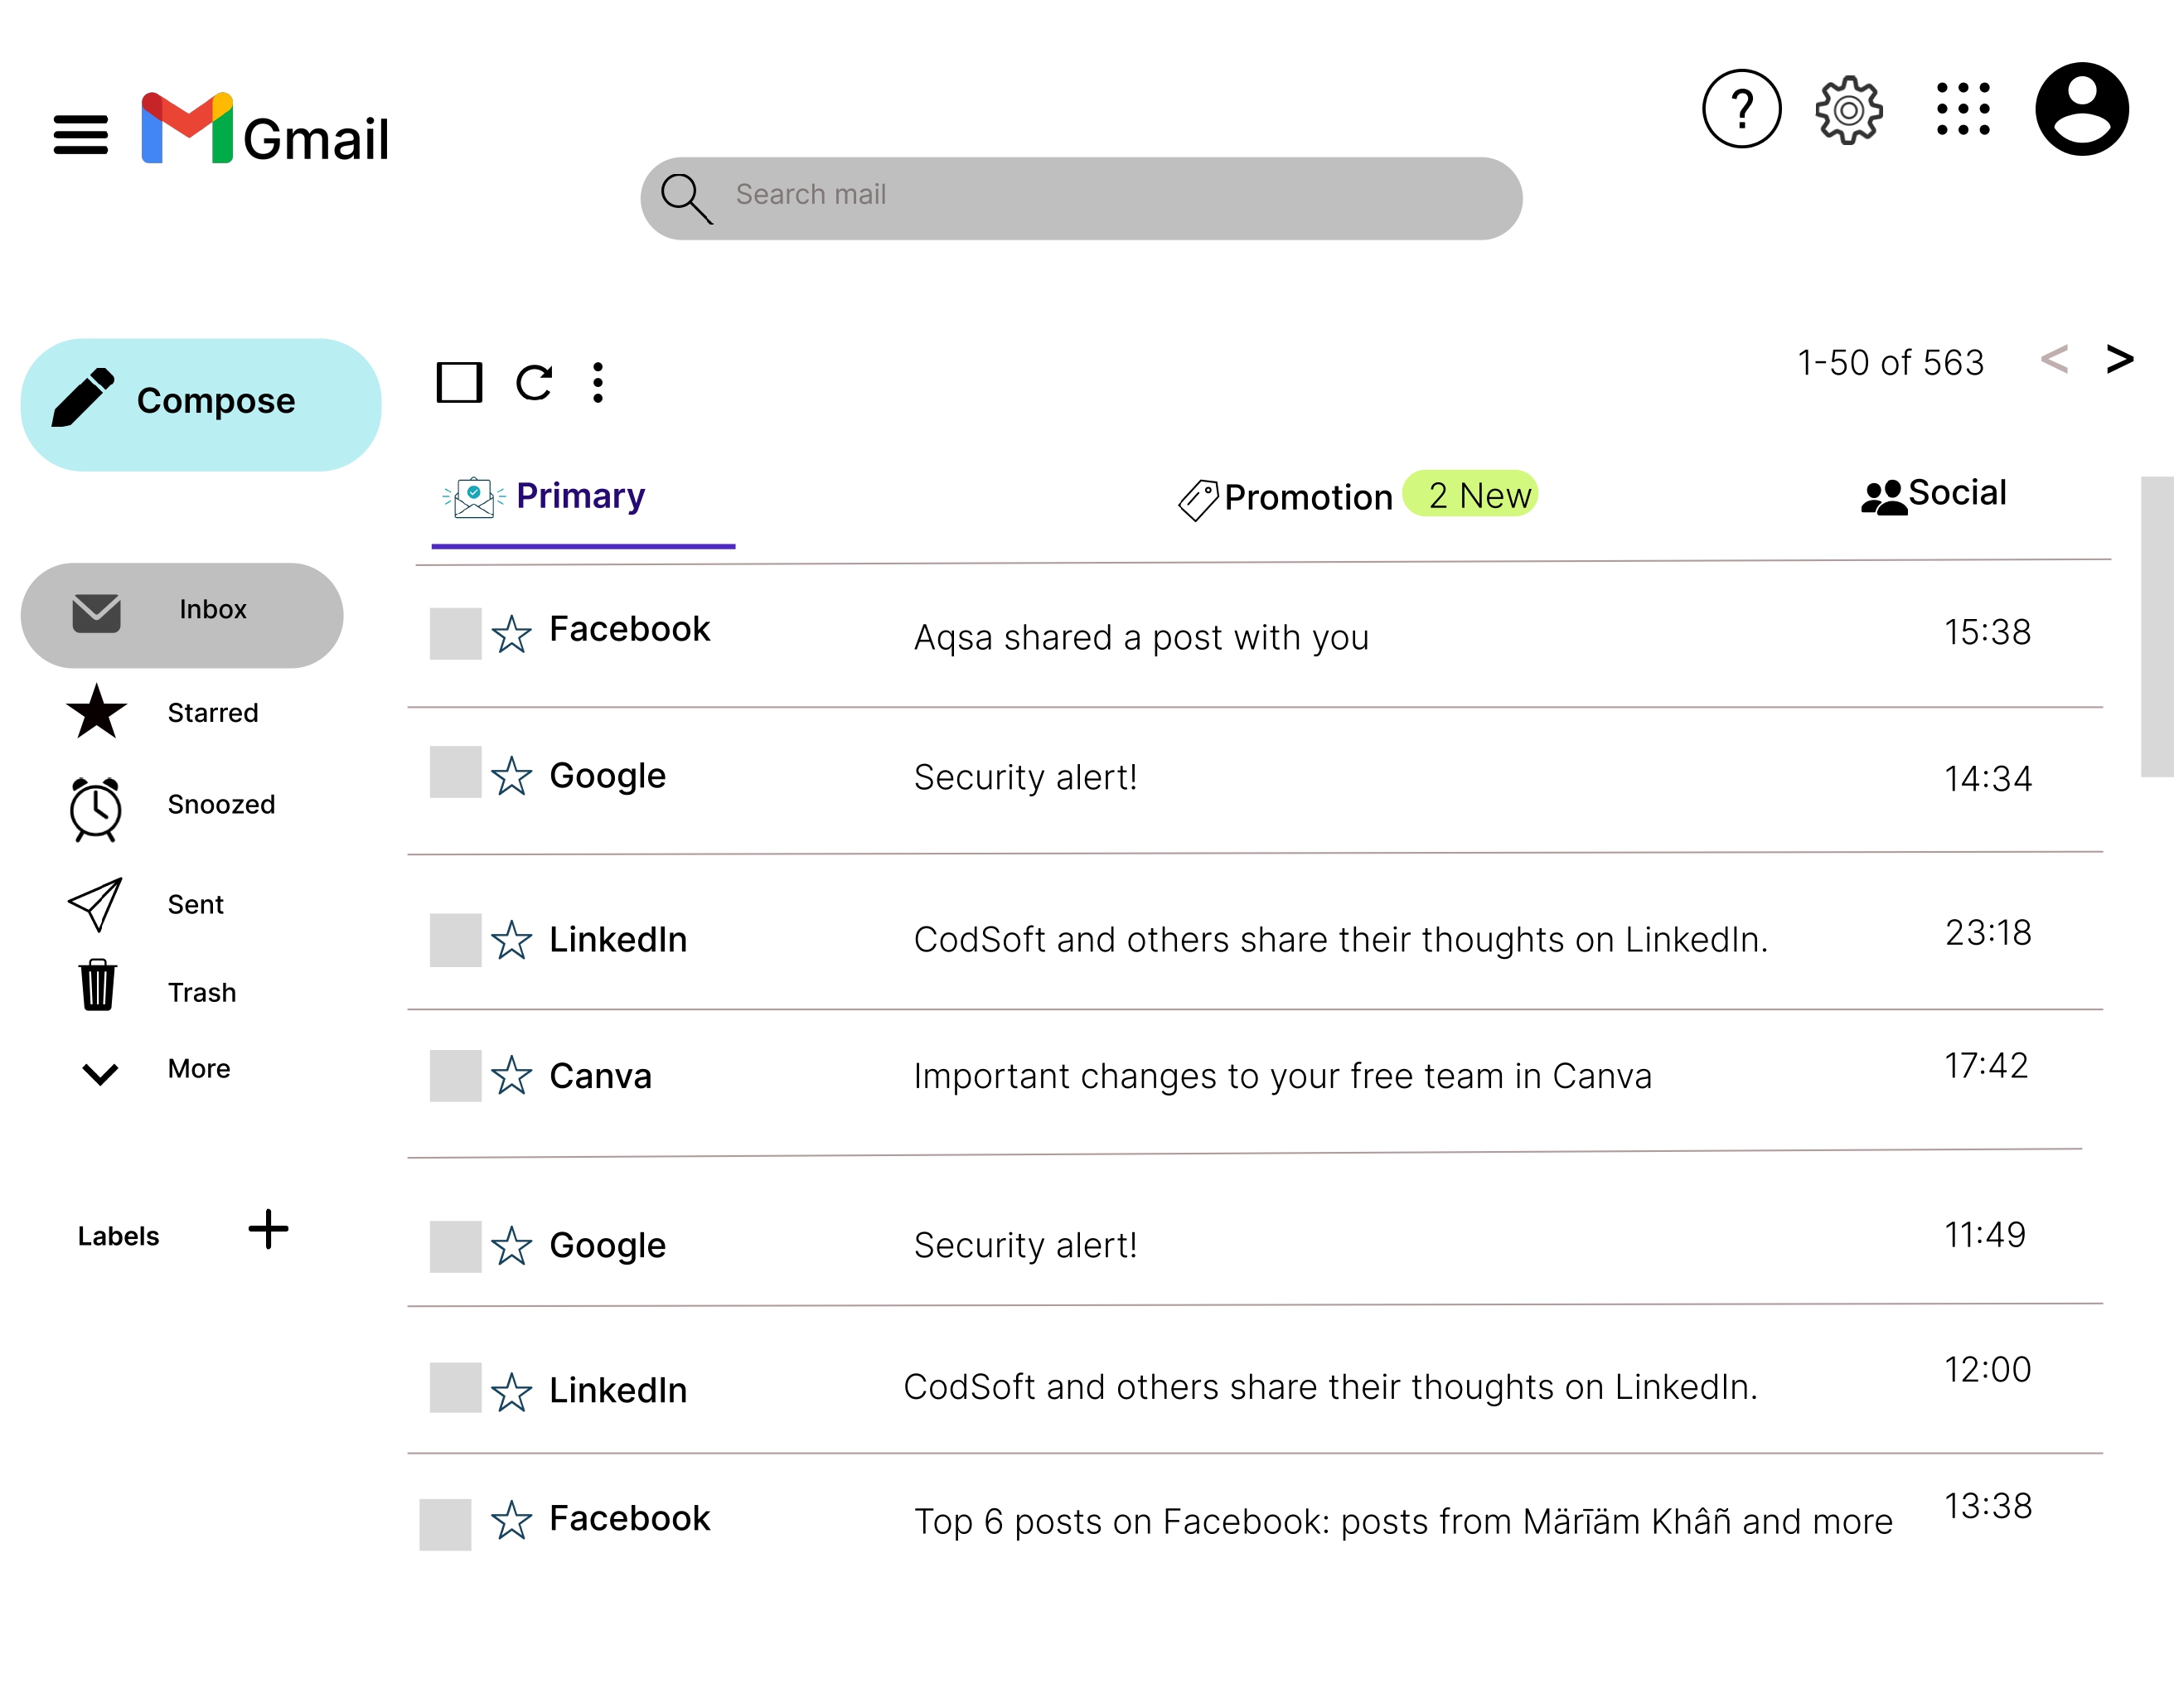 Gmail
?
Search mail
1-50 of 563 < >
Compose
Primary
Promotion 2 New
Social
Inbox
Starred
Snoozed
Sent
Trash
More
Labels +
Facebook Aqsa shared a post with you 15:38
Google Security alert! 14:34
LinkedIn CodSoft and others share their thoughts on LinkedIn. 23:18
Canva Important changes to your free team in Canva 17:42
Google Security alert! 11:49
LinkedIn CodSoft and others share their thoughts on LinkedIn. 12:00
Facebook Top 6 posts on Facebook: posts from Märïäm Khâñ and more 13:38